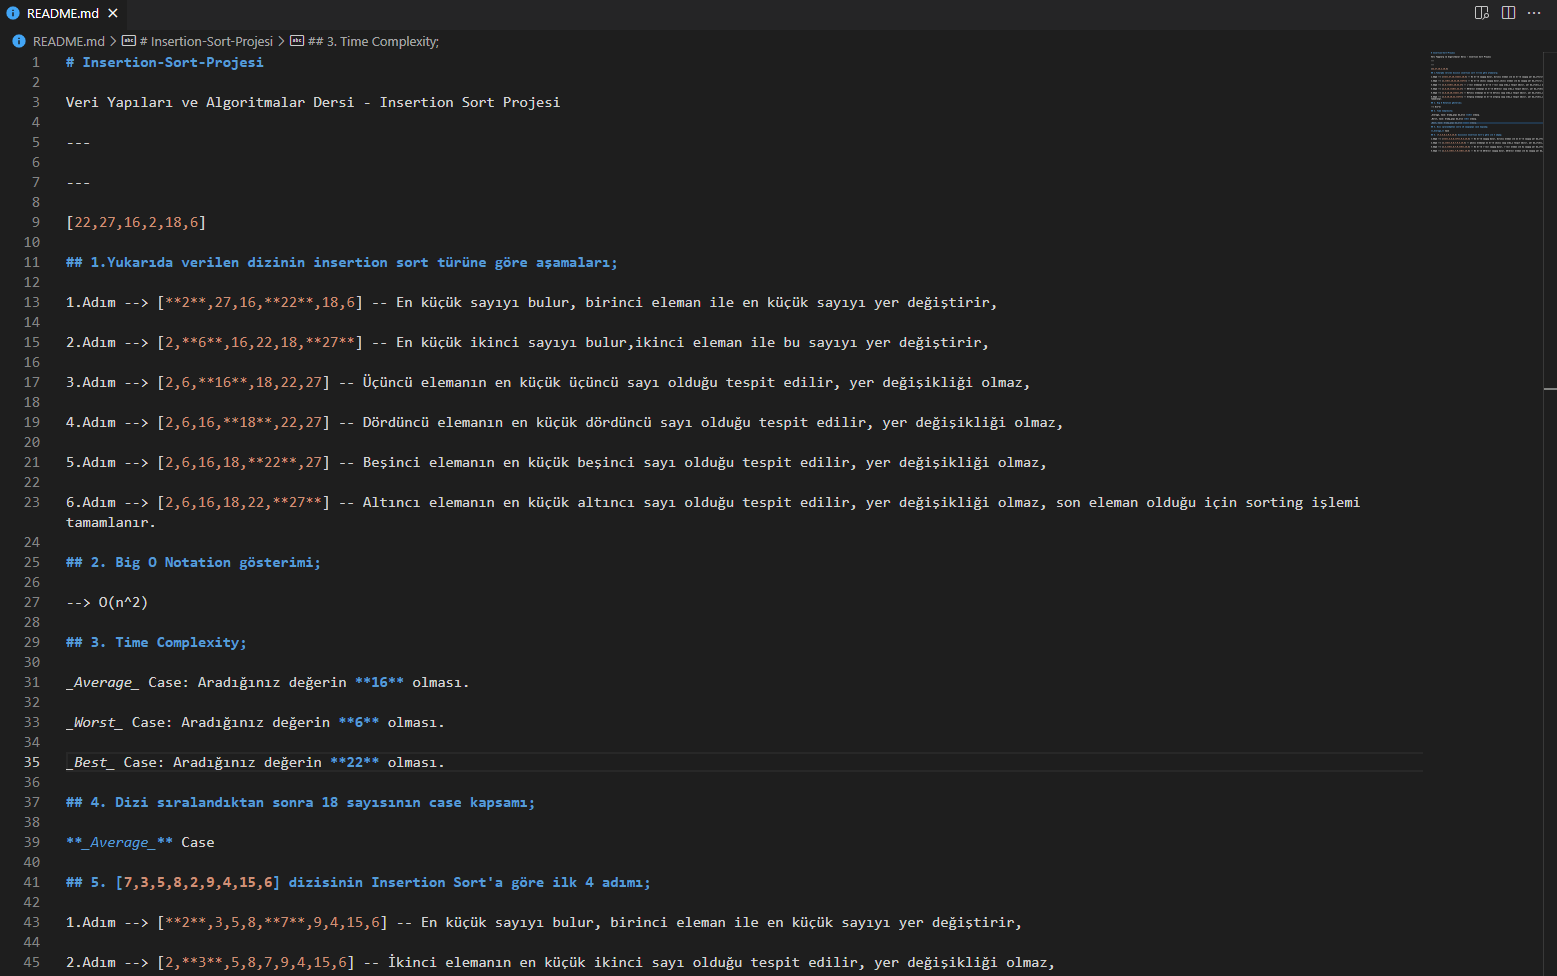 README.md
README.md > # Insertion-Sort-Projesi > ## 3. Time Complexity;
1 # Insertion-Sort-Projesi
2
3 Veri Yapıları ve Algoritmalar Dersi - Insertion Sort Projesi
4
5 ---
6
7 ---
8
9 [22,27,16,2,18,6]
10
11 ## 1.Yukarıda verilen dizinin insertion sort türüne göre aşamaları;
12
13 1.Adım --> [**2**,27,16,**22**,18,6] -- En küçük sayıyı bulur, birinci eleman ile en küçük sayıyı yer değiştirir,
14
15 2.Adım --> [2,**6**,16,22,18,**27**] -- En küçük ikinci sayıyı bulur,ikinci eleman ile bu sayıyı yer değiştirir,
16
17 3.Adım --> [2,6,**16**,18,22,27] -- Üçüncü elemanın en küçük üçüncü sayı olduğu tespit edilir, yer değişikliği olmaz,
18
19 4.Adım --> [2,6,16,**18**,22,27] -- Dördüncü elemanın en küçük dördüncü sayı olduğu tespit edilir, yer değişikliği olmaz,
20
21 5.Adım --> [2,6,16,18,**22**,27] -- Beşinci elemanın en küçük beşinci sayı olduğu tespit edilir, yer değişikliği olmaz,
22
23 6.Adım --> [2,6,16,18,22,**27**] -- Altıncı elemanın en küçük altıncı sayı olduğu tespit edilir, yer değişikliği olmaz, son eleman olduğu için sorting işlemi
tamamlanır.
24
25 ## 2. Big O Notation gösterimi;
26
27 --> O(n^2)
28
29 ## 3. Time Complexity;
30
31 _Average_ Case: Aradığınız değerin **16** olması.
32
33 _Worst_ Case: Aradığınız değerin **6** olması.
34
35 _Best_ Case: Aradığınız değerin **22** olması.
36
37 ## 4. Dizi sıralandıktan sonra 18 sayısının case kapsamı;
38
39 **_Average_** Case
40
41 ## 5. [7,3,5,8,2,9,4,15,6] dizisinin Insertion Sort'a göre ilk 4 adımı;
42
43 1.Adım --> [**2**,3,5,8,**7**,9,4,15,6] -- En küçük sayıyı bulur, birinci eleman ile en küçük sayıyı yer değiştirir,
44
45 2.Adım --> [2,**3**,5,8,7,9,4,15,6] -- İkinci elemanın en küçük ikinci sayı olduğu tespit edilir, yer değişikliği olmaz,